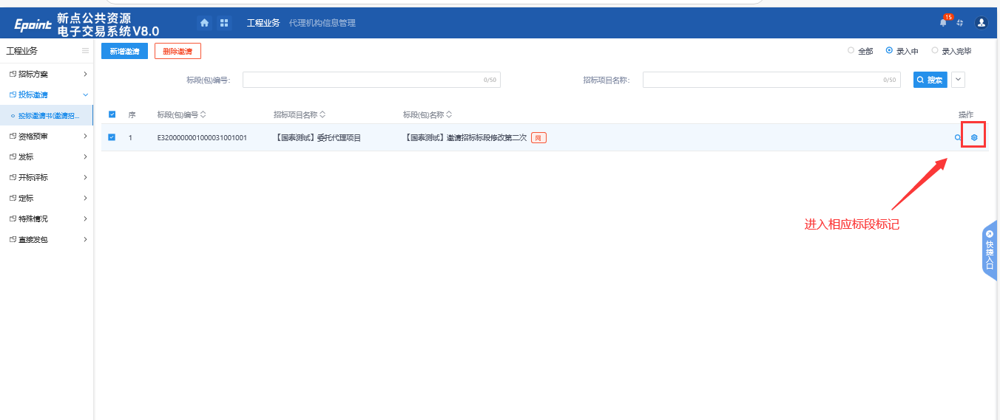 Epoint 新点公共资源
电子交易系统V8.0
工程业务 代理机构信息管理
15
工程业务
招标方案
投标邀请
投标邀请书(邀请招...
资格预审
发标
开标评标
定标
特殊情况
直接发包
新增邀请 删除邀请
全部 录入中 录入完毕
标段(包)编号: 0/50 招标项目名称: 0/50 搜索
序 标段(包)编号 招标项目名称 标段(包)名称 操作
1 E3200000001000031001001 【国泰测试】委托代理项目 【国泰测试】邀请招标标段修改第二次 网
进入相应标段标记
快捷入口